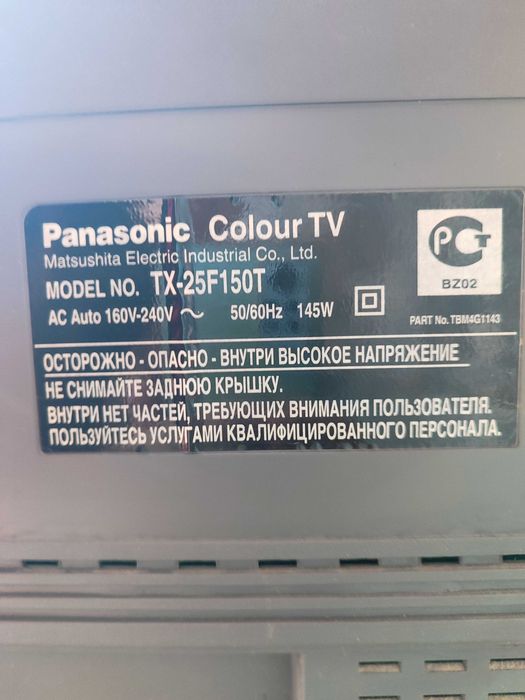 Panasonic Colour TV
Matsushita Electric Industrial Co., Ltd.
MODEL NO. TX-25F150T
AC Auto 160V-240V ~ 50/60Hz 145W
РСТ
BZ02
PART No. TBM4G1143
ОСТОРОЖНО - ОПАСНО - ВНУТРИ ВЫСОКОЕ НАПРЯЖЕНИЕ
НЕ СНИМАЙТЕ ЗАДНЮЮ КРЫШКУ.
ВНУТРИ НЕТ ЧАСТЕЙ, ТРЕБУЮЩИХ ВНИМАНИЯ ПОЛЬЗОВАТЕЛЯ.
ПОЛЬЗУЙТЕСЬ УСЛУГАМИ КВАЛИФИЦИРОВАННОГО ПЕРСОНАЛА.